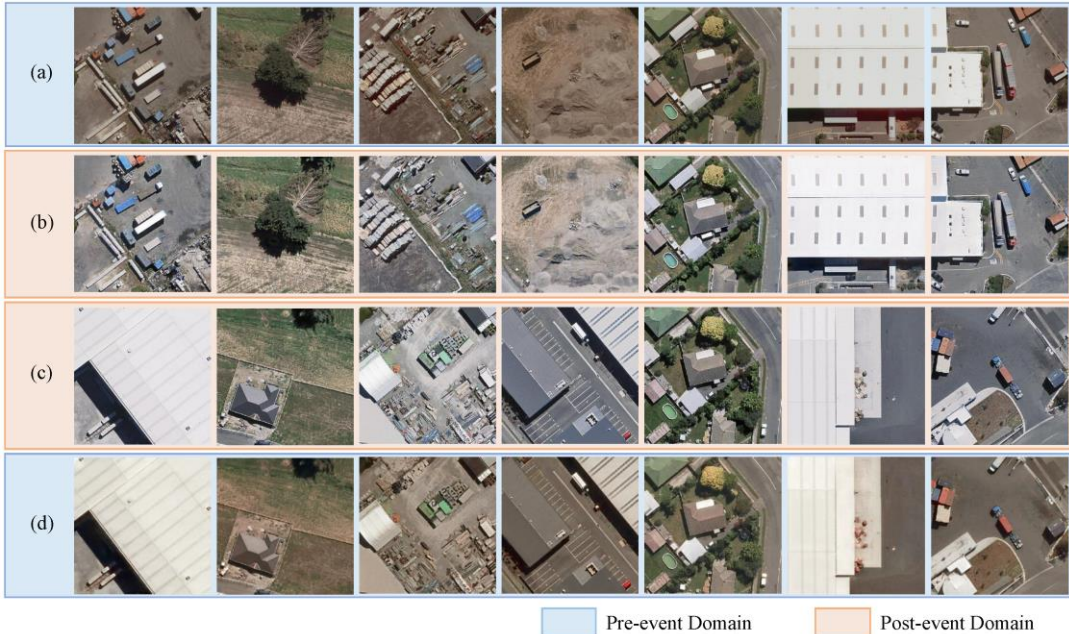 (a)
(b)
(c)
(d)
Pre-event Domain
Post-event Domain